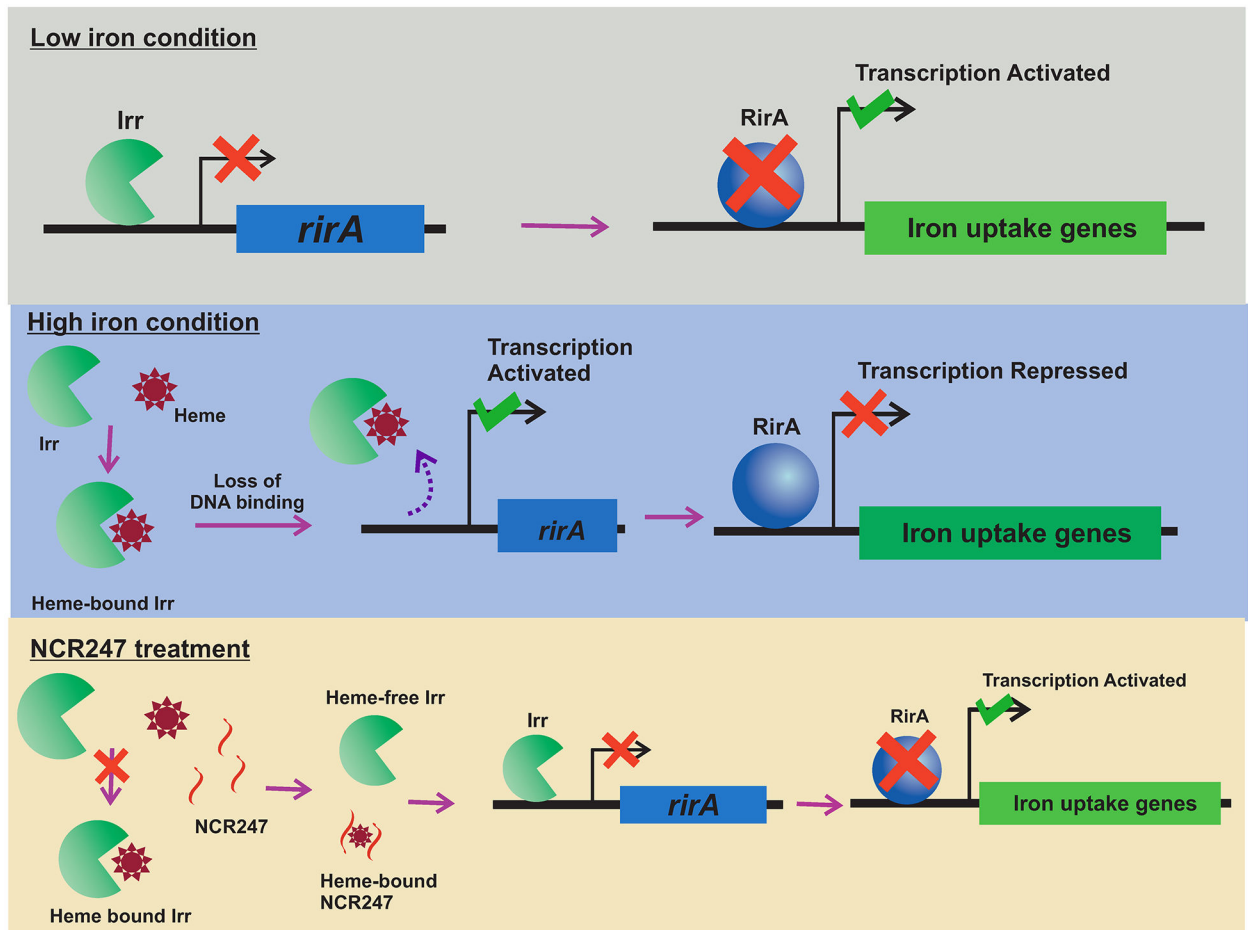 Low iron condition
Irr
rirA
RirA
Transcription Activated
Iron uptake genes
High iron condition
Irr
Heme
Heme-bound Irr
Loss of
DNA binding
Transcription
Activated
rirA
RirA
Transcription Repressed
Iron uptake genes
NCR247 treatment
Heme bound Irr
NCR247
Heme-free Irr
Heme-bound
NCR247
Irr
rirA
RirA
Transcription Activated
Iron uptake genes